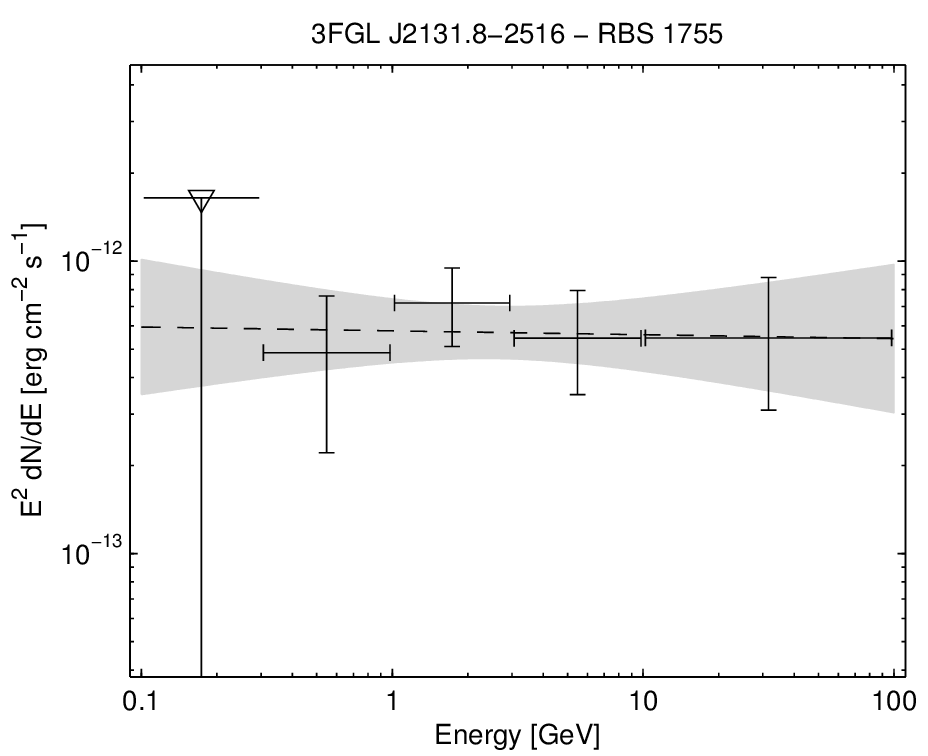 3FGL J2131.8−2516 − RBS 1755
E² dN/dE [erg cm⁻² s⁻¹]
10⁻¹²
10⁻¹³
0.1 1 10 100
Energy [GeV]